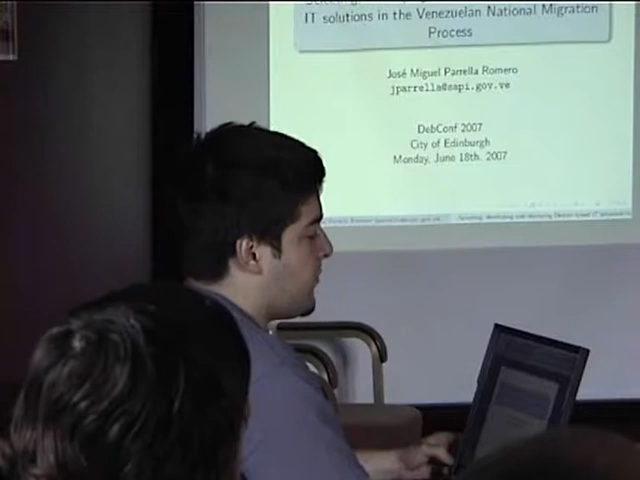 IT solutions in the Venezuelan National Migration
Process
José Miguel Parrella Romero
jparrella@sapi.gov.ve
DebConf 2007
City of Edinburgh
Monday, June 18th. 2007